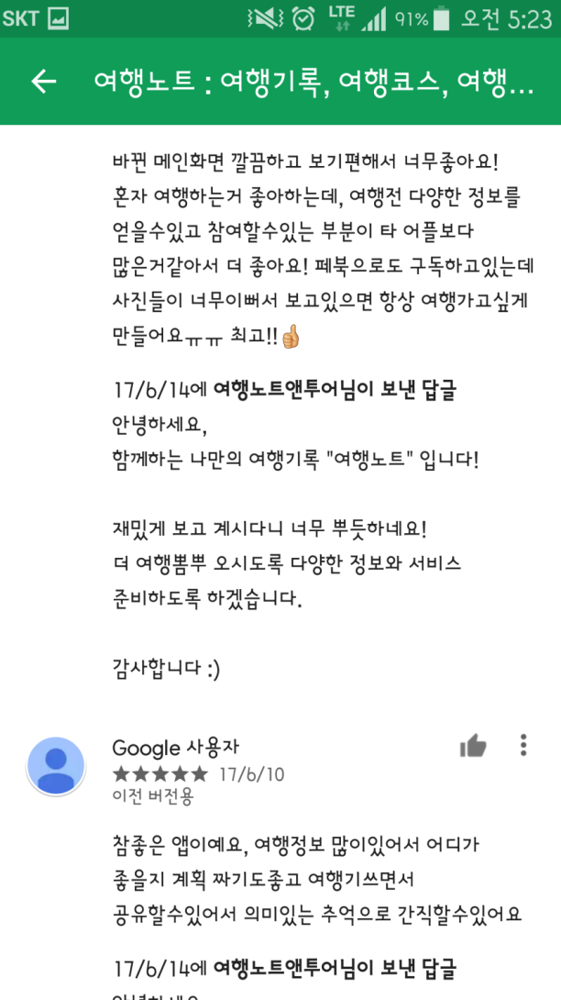 SKT LTE 91% 오전 5:23
여행노트 : 여행기록, 여행코스, 여행...
바뀐 메인화면 깔끔하고 보기편해서 너무좋아요!
혼자 여행하는거 좋아하는데, 여행전 다양한 정보를
얻을수있고 참여할수있는 부분이 타 어플보다
많은거같아서 더 좋아요! 페북으로도 구독하고있는데
사진들이 너무이뻐서 보고있으면 항상 여행가고싶게
만들어요ㅠㅠ 최고!!👍
17/6/14에 여행노트앤투어님이 보낸 답글
안녕하세요,
함께하는 나만의 여행기록 "여행노트" 입니다!
재밌게 보고 계시다니 너무 뿌듯하네요!
더 여행뽐뿌 오시도록 다양한 정보와 서비스
준비하도록 하겠습니다.
감사합니다 :)
Google 사용자
★★★★★ 17/6/10
이전 버전용
참좋은 앱이예요, 여행정보 많이있어서 어디가
좋을지 계획 짜기도좋고 여행기쓰면서
공유할수있어서 의미있는 추억으로 간직할수있어요
17/6/14에 여행노트앤투어님이 보낸 답글